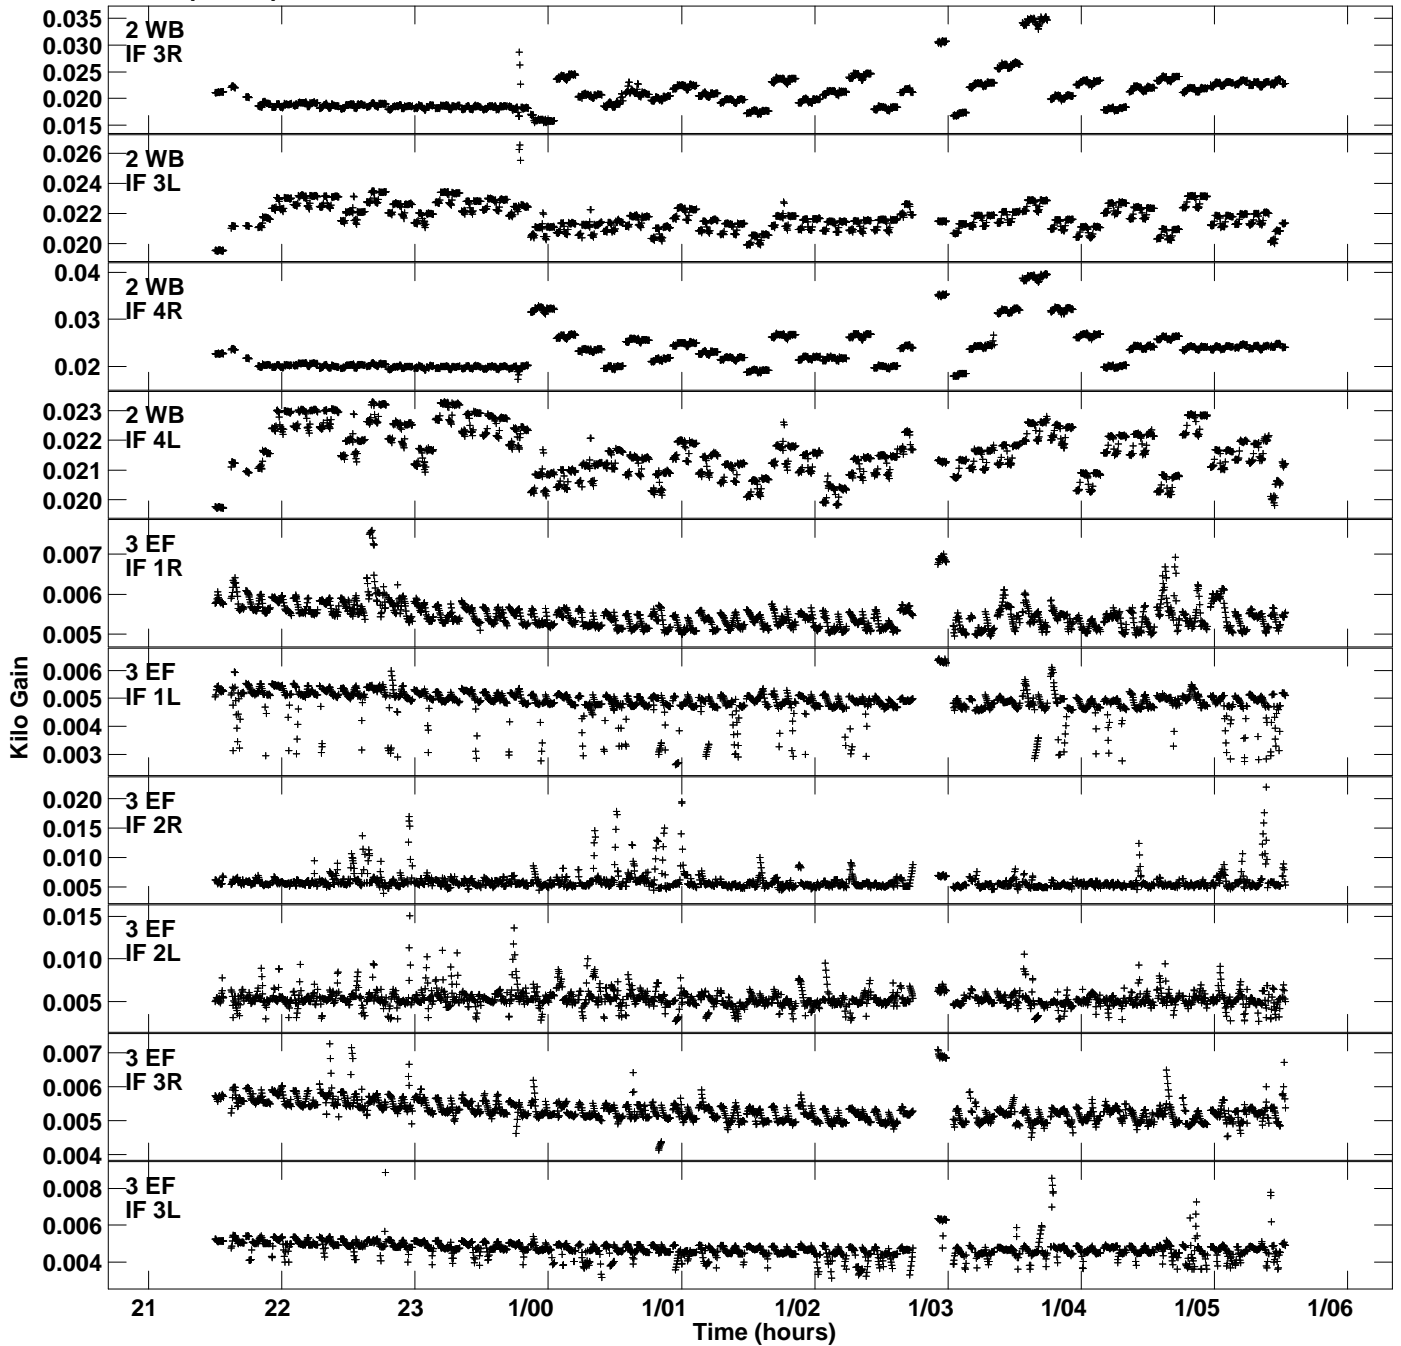 0.035
0.030
0.025
0.020
0.015
2 WB
IF 3R
0.026
0.024
0.022
0.020
2 WB
IF 3L
0.04
0.03
0.02
2 WB
IF 4R
0.023
0.022
0.021
0.020
2 WB
IF 4L
0.007
0.006
0.005
3 EF
IF 1R
0.006
0.005
0.004
0.003
3 EF
IF 1L
0.020
0.015
0.010
0.005
3 EF
IF 2R
0.015
0.010
0.005
3 EF
IF 2L
0.007
0.006
0.005
0.004
3 EF
IF 3R
0.008
0.006
0.004
3 EF
IF 3L
Kilo Gain
21 22 23 1/00 1/01 1/02 1/03 1/04 1/05 1/06
Time (hours)